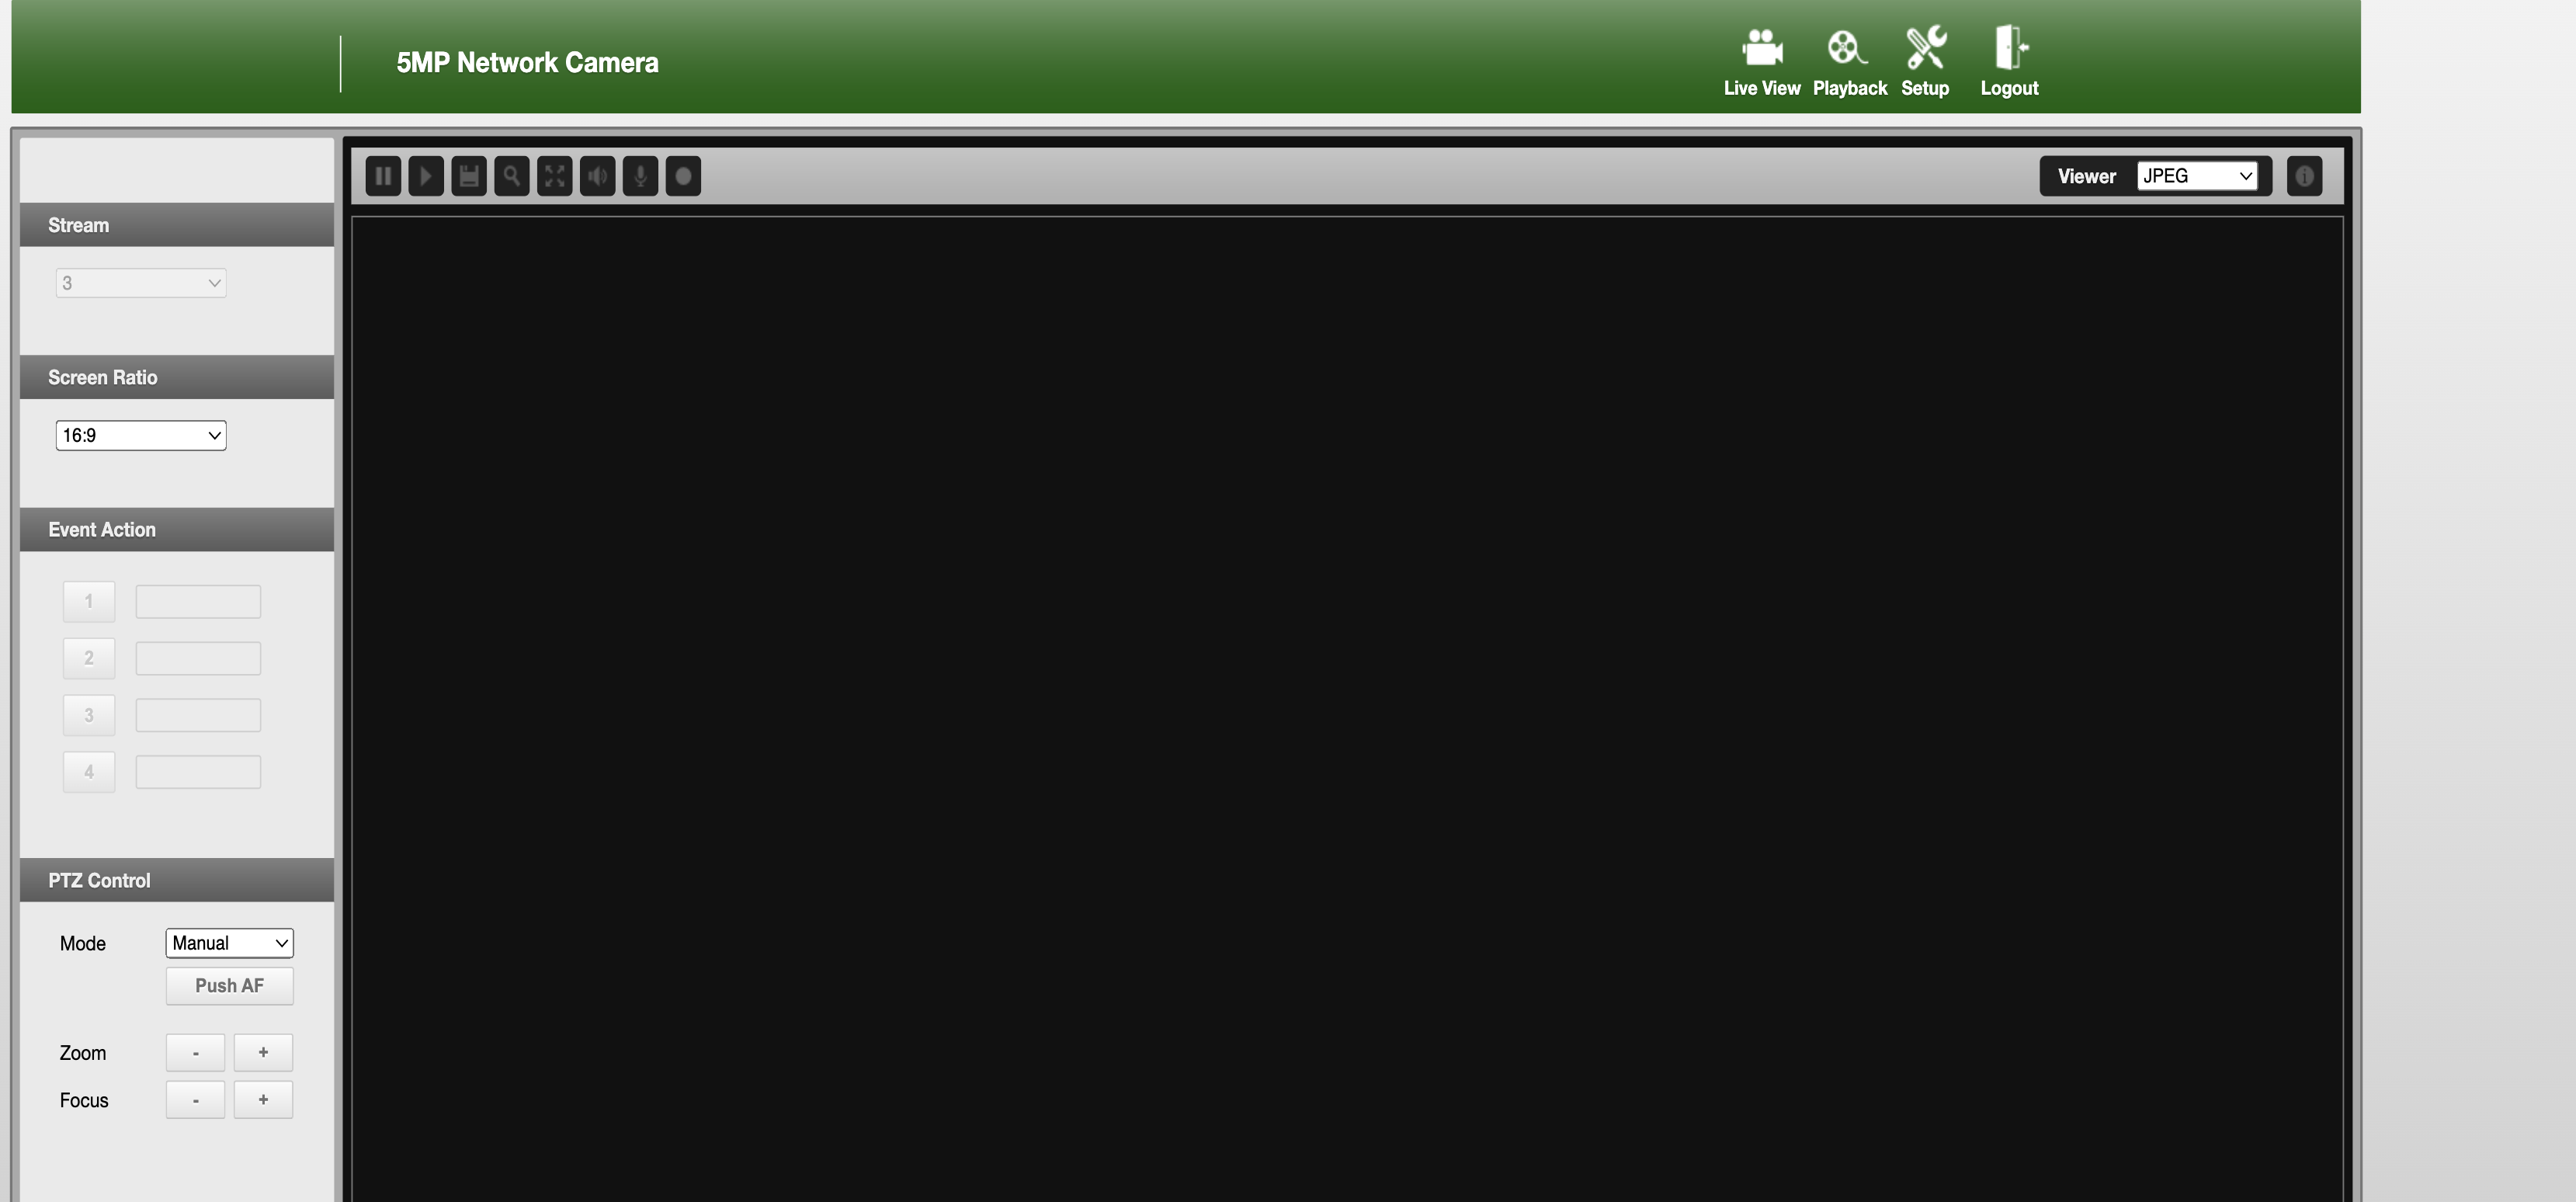 5MP Network Camera
Live View Playback Setup Logout
Viewer JPEG
Stream
3
Screen Ratio
16:9
Event Action
1
2
3
4
PTZ Control
Mode Manual
Push AF
Zoom - +
Focus - +